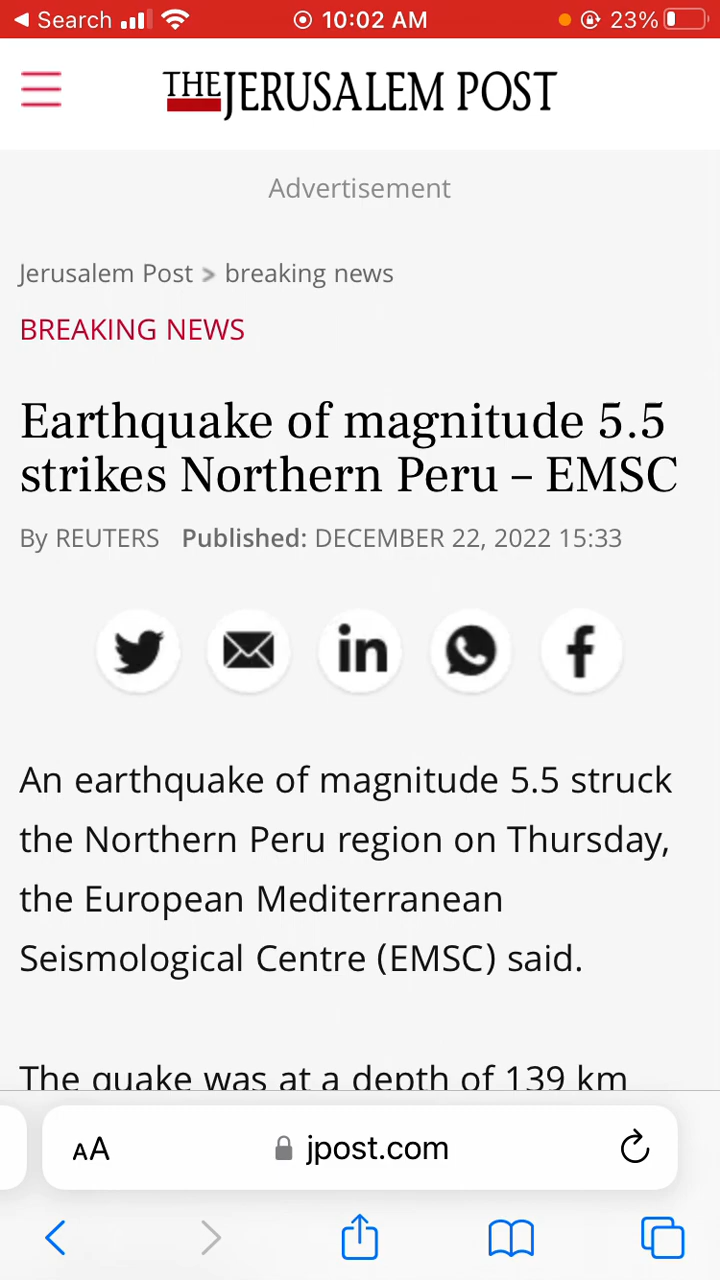 Search 10:02 AM 23%
THE JERUSALEM POST
Advertisement
Jerusalem Post > breaking news
BREAKING NEWS
Earthquake of magnitude 5.5
strikes Northern Peru – EMSC
By REUTERS Published: DECEMBER 22, 2022 15:33
in f
An earthquake of magnitude 5.5 struck
the Northern Peru region on Thursday,
the European Mediterranean
Seismological Centre (EMSC) said.
The quake was at a depth of 139 km
AA jpost.com